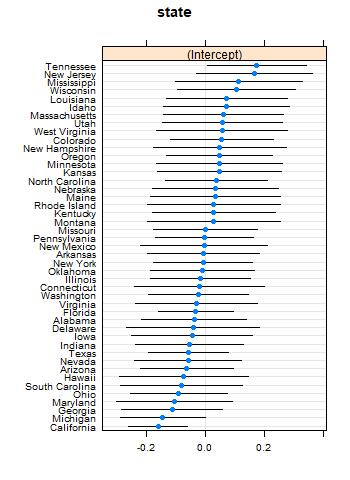 state
(Intercept)
Tennessee
New Jersey
Mississippi
Wisconsin
Louisiana
Idaho
Massachusetts
Utah
West Virginia
Colorado
New Hampshire
Oregon
Minnesota
Kansas
North Carolina
Nebraska
Maine
Rhode Island
Kentucky
Montana
Missouri
Pennsylvania
New Mexico
Arkansas
New York
Oklahoma
Illinois
Connecticut
Washington
Virginia
Florida
Alabama
Delaware
Iowa
Indiana
Texas
Nevada
Arizona
Hawaii
South Carolina
Ohio
Maryland
Georgia
Michigan
California
-0.2 0.0 0.2